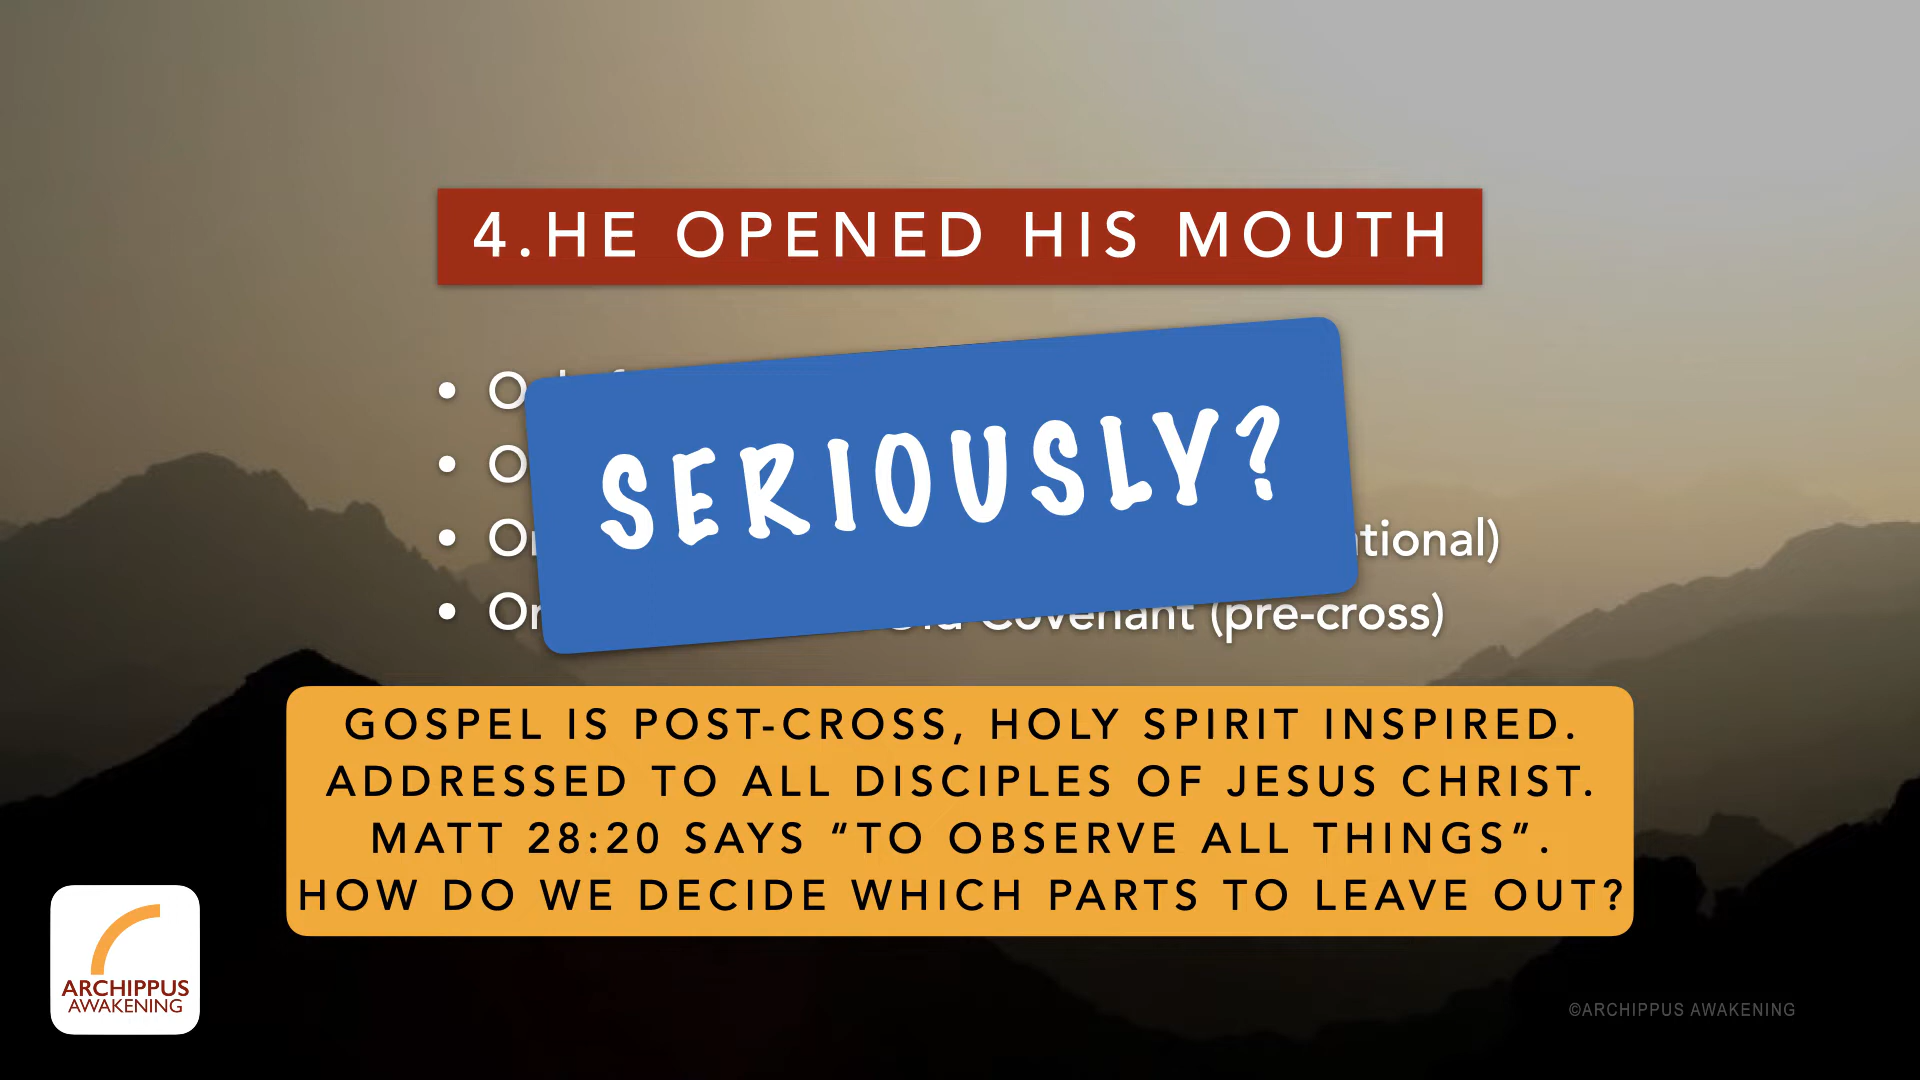 4.HE OPENED HIS MOUTH
SERIOUSLY?
tional)
Covenant (pre-cross)
GOSPEL IS POST-CROSS, HOLY SPIRIT INSPIRED.
ADDRESSED TO ALL DISCIPLES OF JESUS CHRIST.
MATT 28:20 SAYS “TO OBSERVE ALL THINGS”.
HOW DO WE DECIDE WHICH PARTS TO LEAVE OUT?
ARCHIPPUS
AWAKENING
©ARCHIPPUS AWAKENING